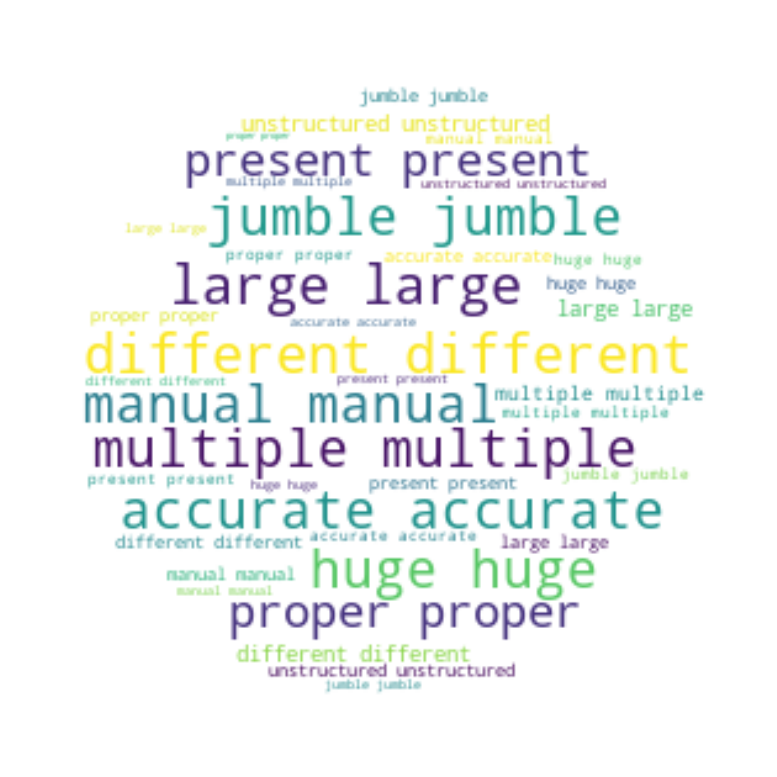 jumble jumble
unstructured unstructured
proper proper
manual manual
present present
multiple multiple
unstructured unstructured
jumble jumble
large large
proper proper
accurate accurate
huge huge
large large
huge huge
large large
proper proper
accurate accurate
different different
different different
present present
manual manual
multiple multiple
multiple multiple
multiple multiple
jumble jumble
present present
huge huge
present present
accurate accurate
different different
accurate accurate
large large
huge huge
manual manual
manual manual
proper proper
different different
unstructured unstructured
jumble jumble